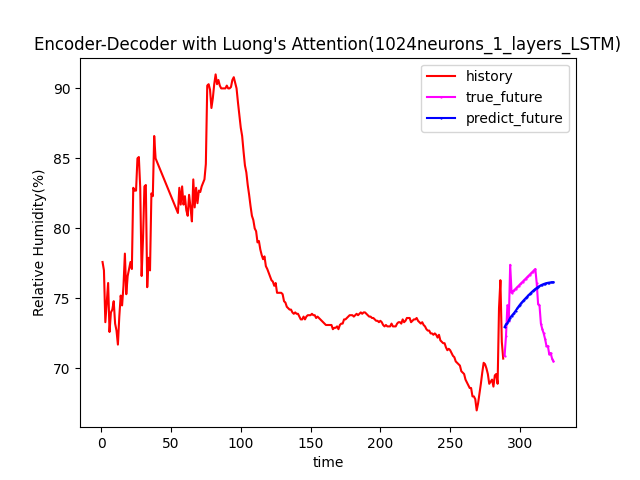 Encoder-Decoder with Luong's Attention(1024neurons_1_layers_LSTM)
history
true_future
predict_future
Relative Humidity(%)
90
85
80
75
70
0 50 100 150 200 250 300
time